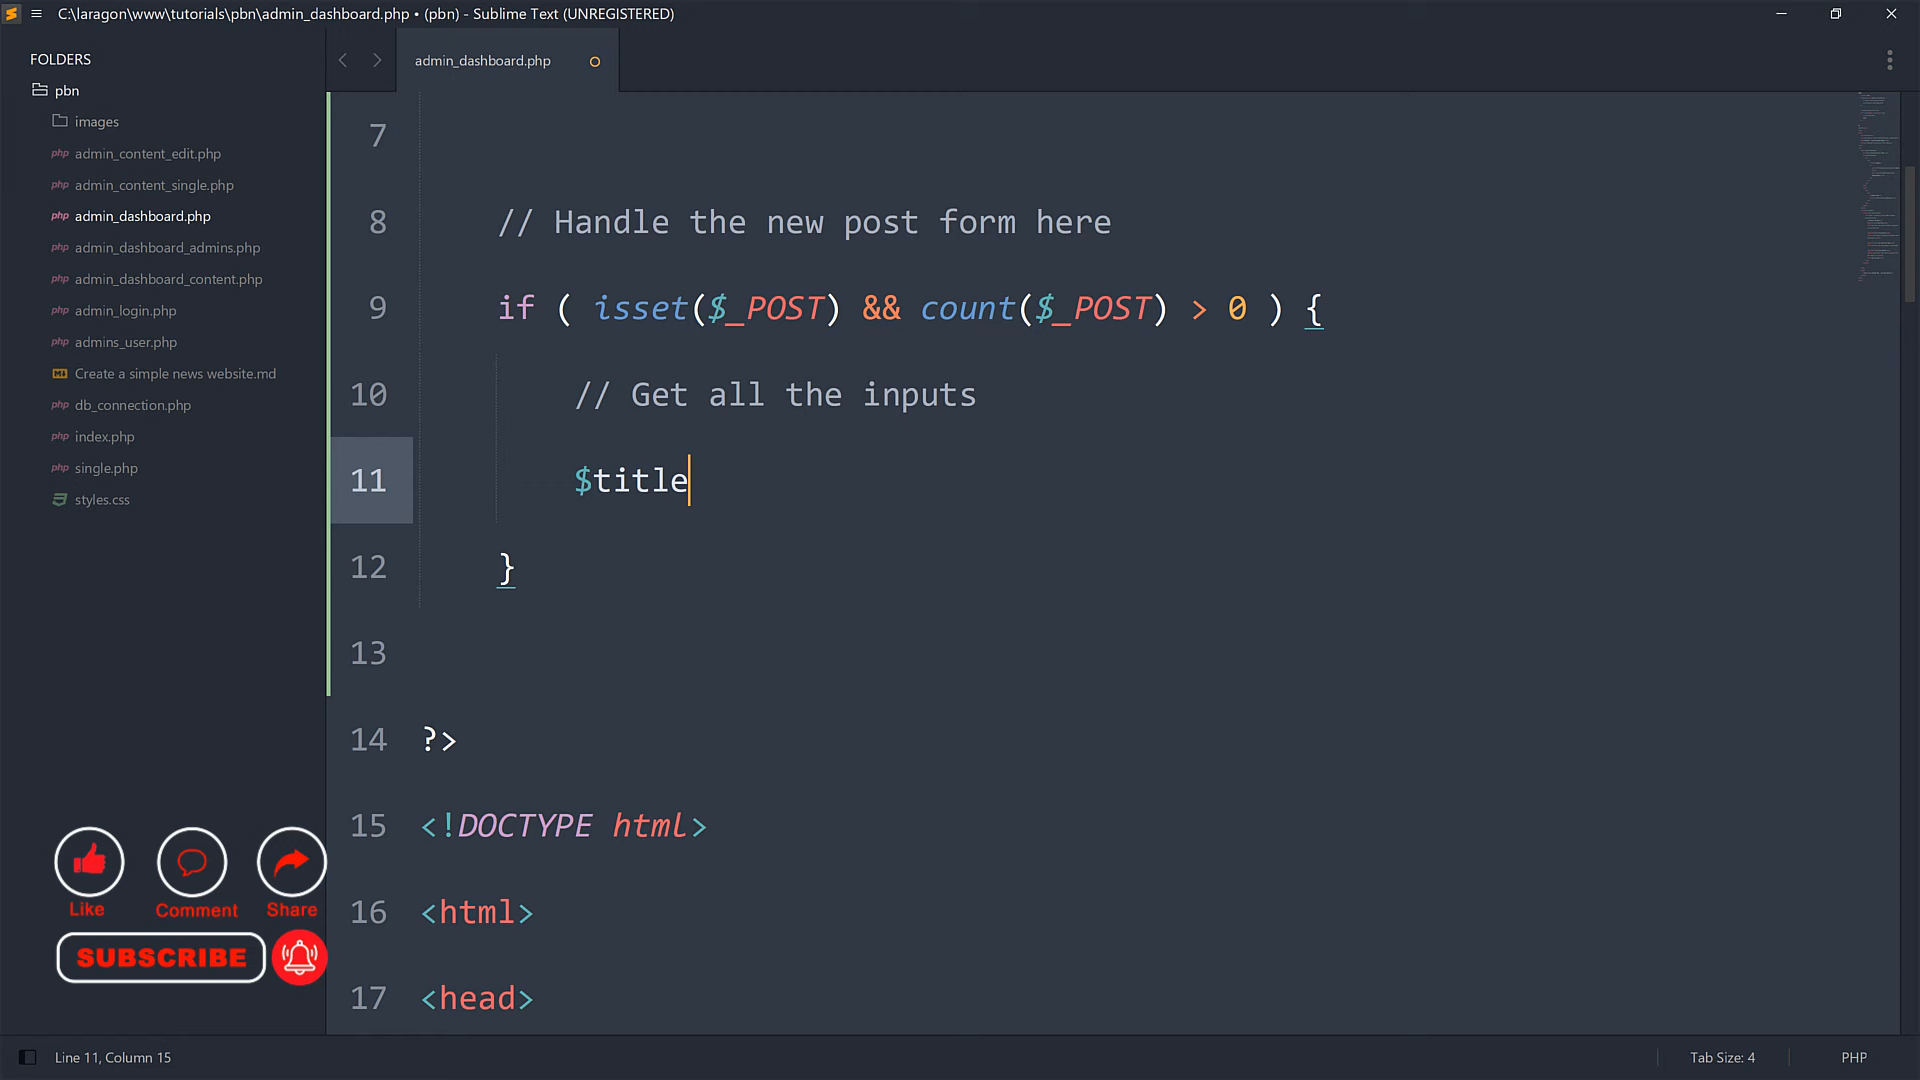 C:\laragon\www\tutorials\pbn\admin_dashboard.php • (pbn) - Sublime Text (UNREGISTERED)
FOLDERS
pbn
images
php admin_content_edit.php
php admin_content_single.php
php admin_dashboard.php
php admin_dashboard_admins.php
php admin_dashboard_content.php
php admin_login.php
php admins_user.php
Create a simple news website.md
php db_connection.php
php index.php
php single.php
styles.css
admin_dashboard.php
7
8 // Handle the new post form here
9 if ( isset($_POST) && count($_POST) > 0 ) {
10 // Get all the inputs
11 $title
12 }
13
14 ?>
15 <!DOCTYPE html>
16 <html>
17 <head>
Like Comment Share
SUBSCRIBE
Line 11, Column 15
Tab Size: 4 PHP